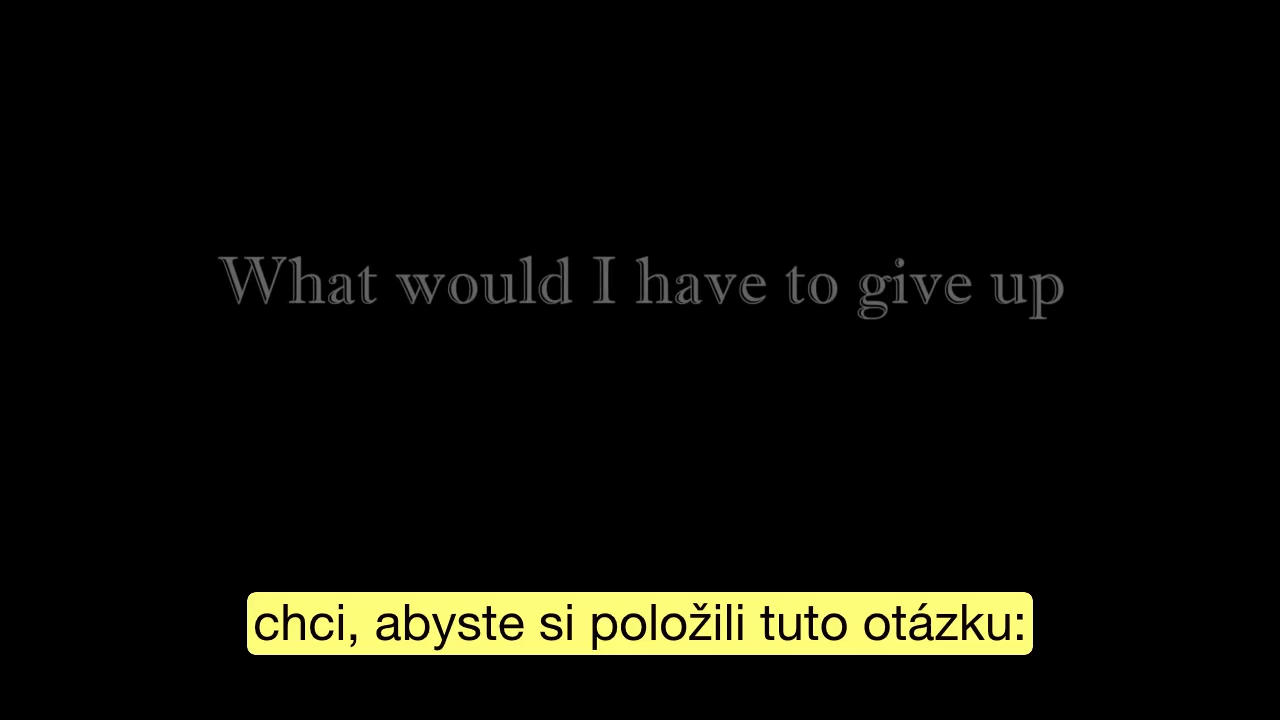 What would I have to give up
chci, abyste si položili tuto otázku: